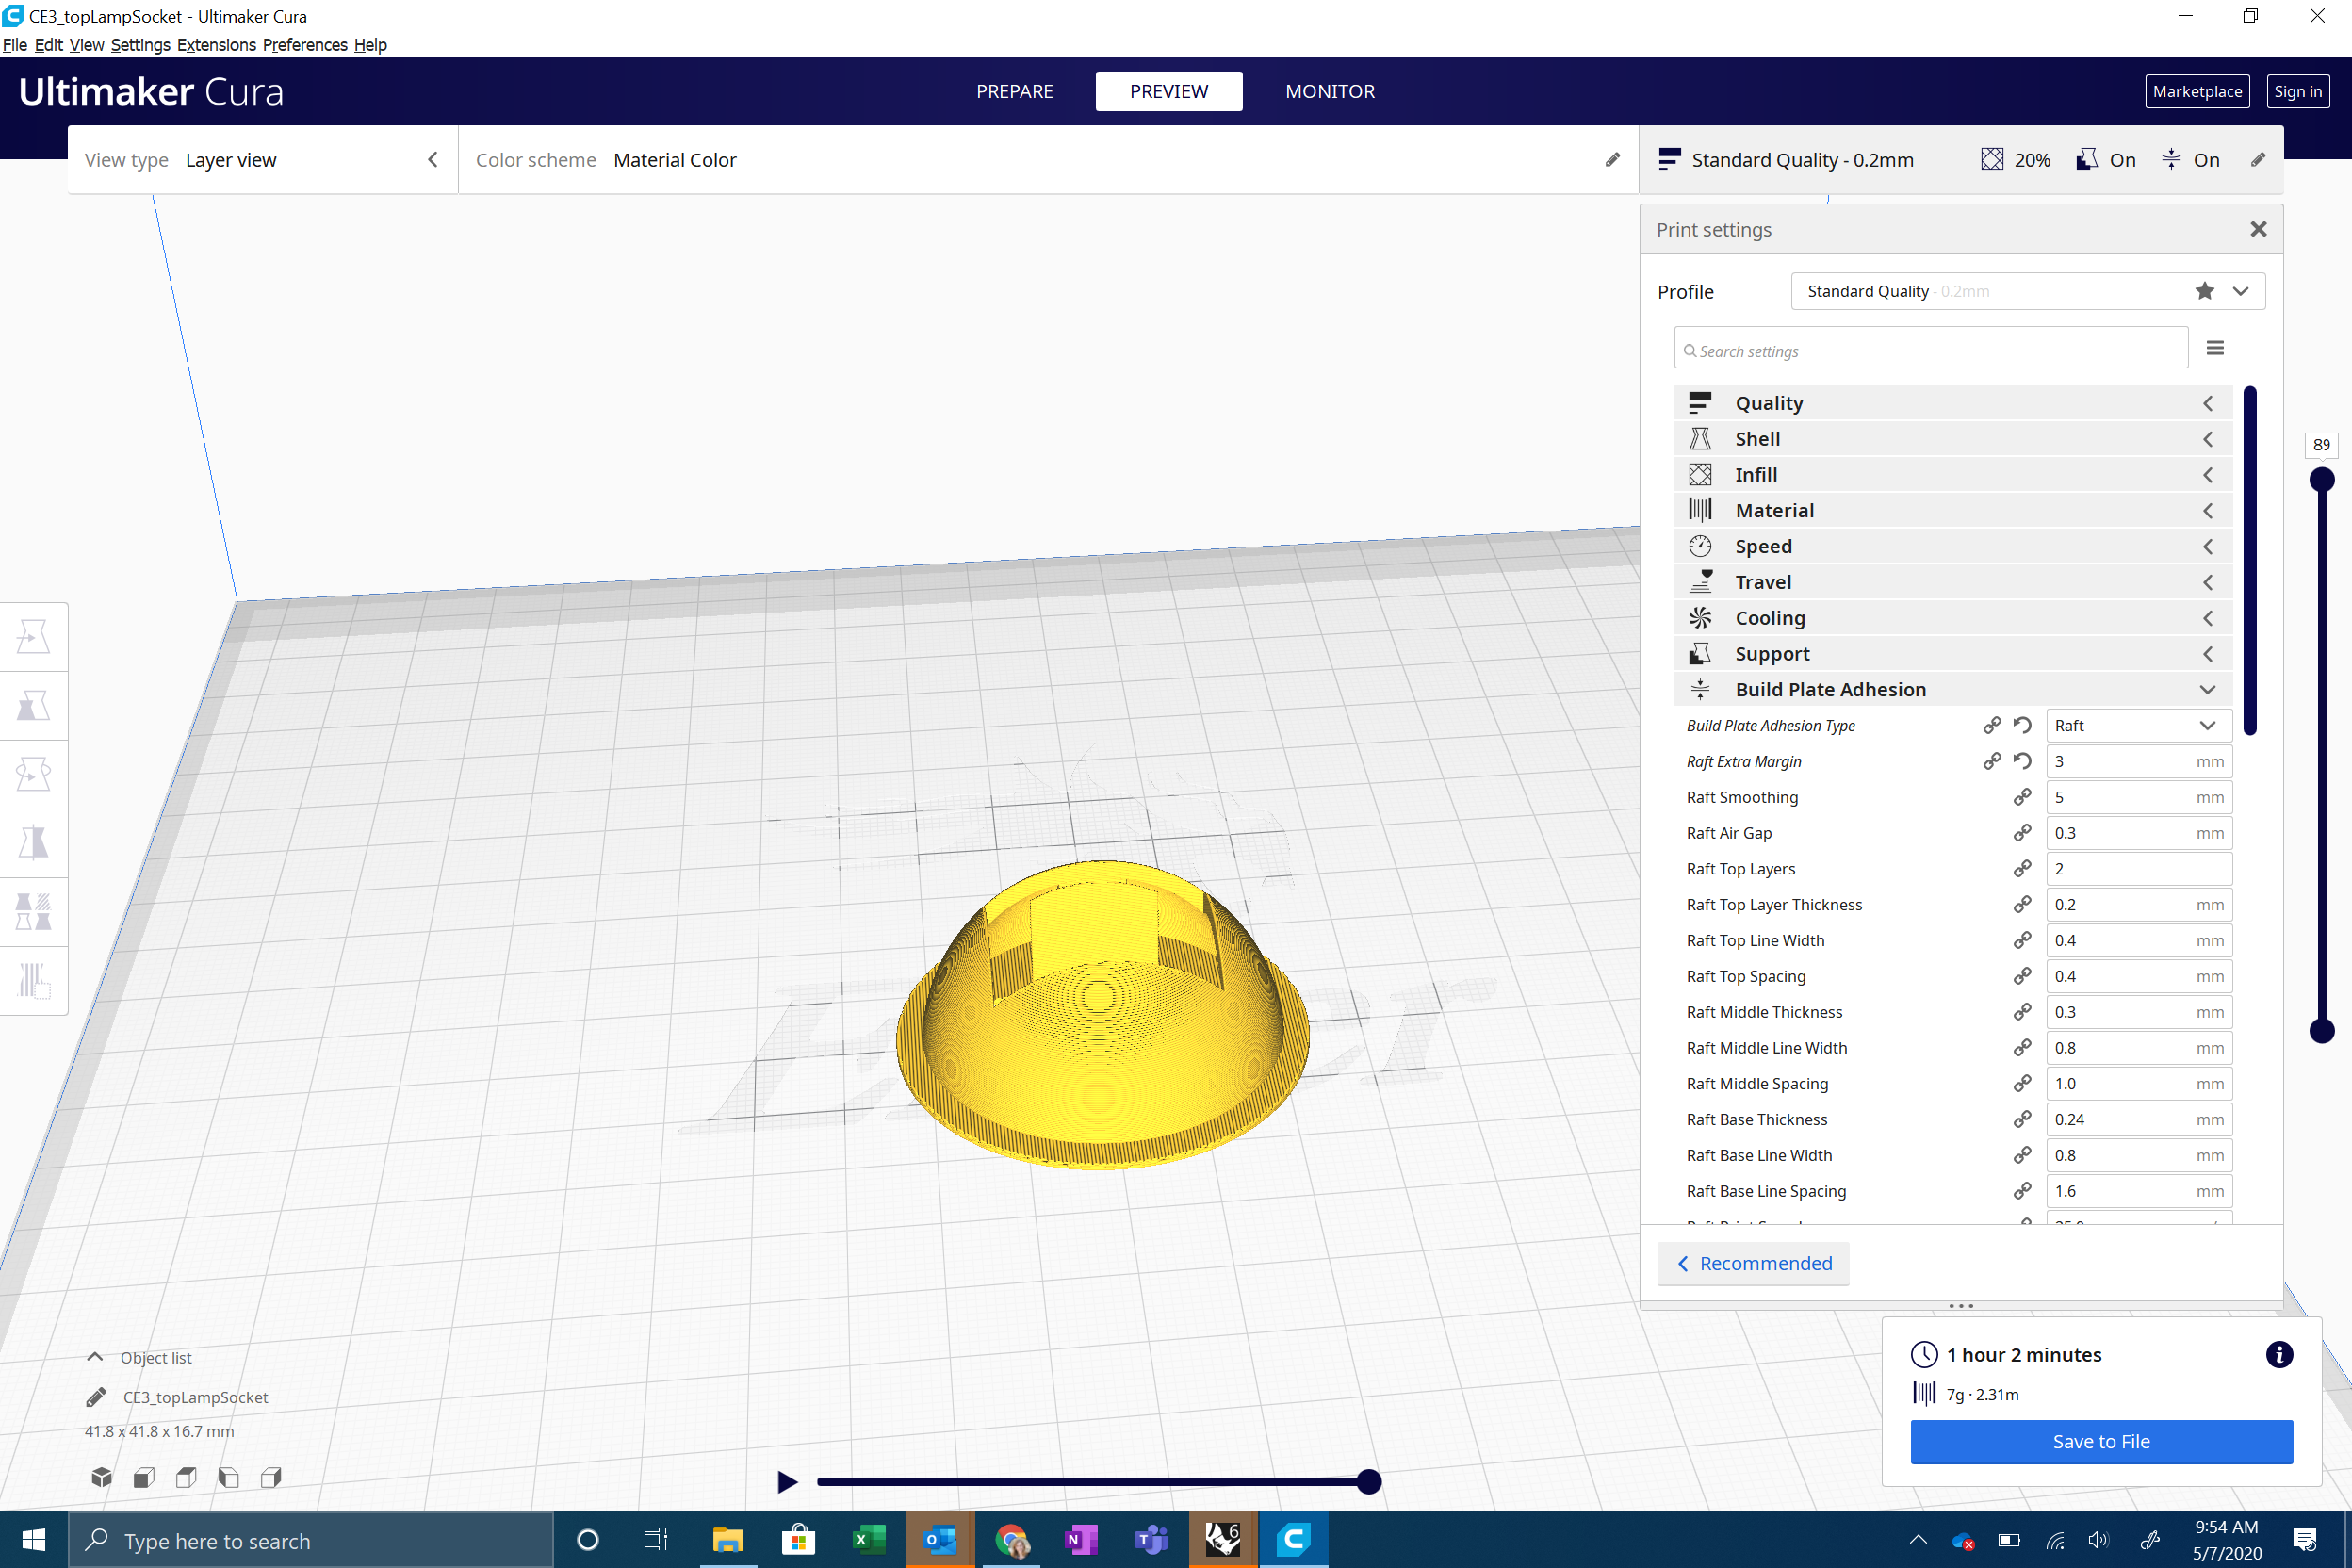 CE3_topLampSocket - Ultimaker Cura
File Edit View Settings Extensions Preferences Help
Ultimaker Cura
PREPARE
PREVIEW
MONITOR
Marketplace
Sign in
View type Layer view
Color scheme Material Color
Standard Quality - 0.2mm
20%
On
On
Print settings
Profile
Standard Quality - 0.2mm
Search settings
Quality
Shell
Infill
Material
Speed
Travel
Cooling
Support
Build Plate Adhesion
Build Plate Adhesion Type Raft
Raft Extra Margin 3 mm
Raft Smoothing 5 mm
Raft Air Gap 0.3 mm
Raft Top Layers 2
Raft Top Layer Thickness 0.2 mm
Raft Top Line Width 0.4 mm
Raft Top Spacing 0.4 mm
Raft Middle Thickness 0.3 mm
Raft Middle Line Width 0.8 mm
Raft Middle Spacing 1.0 mm
Raft Base Thickness 0.24 mm
Raft Base Line Width 0.8 mm
Raft Base Line Spacing 1.6 mm
Recommended
89
1 hour 2 minutes
7g · 2.31m
Save to File
Object list
CE3_topLampSocket
41.8 x 41.8 x 16.7 mm
Type here to search
6
9:54 AM
5/7/2020